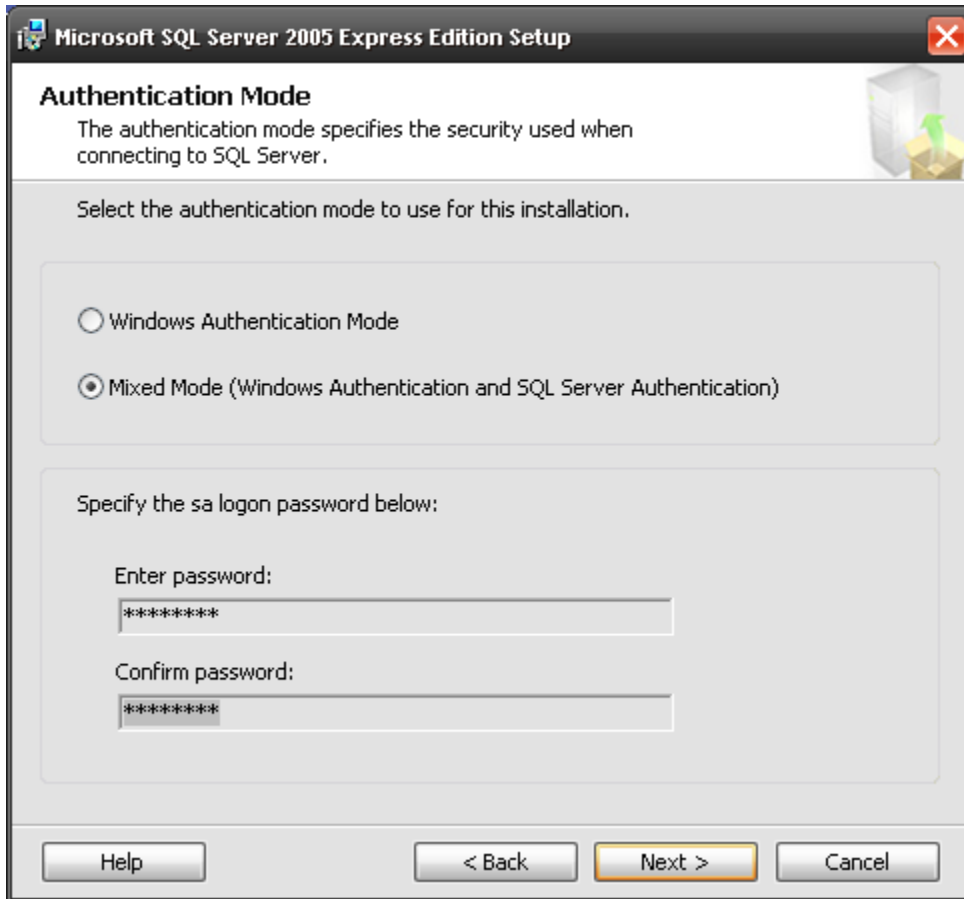 Microsoft SQL Server 2005 Express Edition Setup
Authentication Mode
The authentication mode specifies the security used when
connecting to SQL Server.
Select the authentication mode to use for this installation.
Windows Authentication Mode
Mixed Mode (Windows Authentication and SQL Server Authentication)
Specify the sa logon password below:
Enter password:
********
Confirm password:
********
Help
< Back
Next >
Cancel